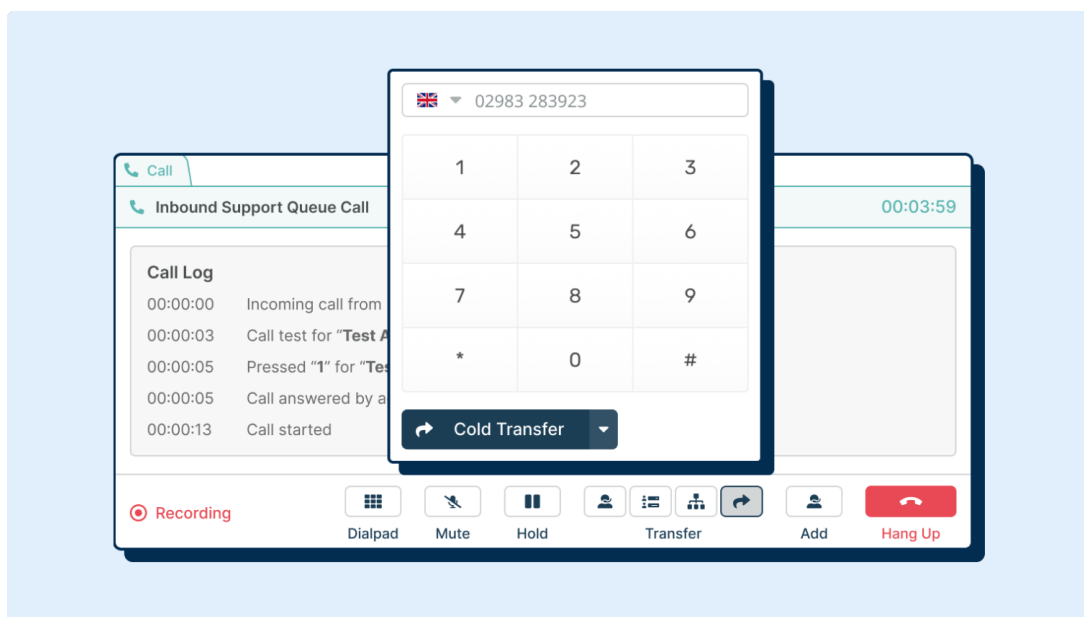 02983 283923
1 2 3
4 5 6
7 8 9
* 0 #
Cold Transfer
Call
Inbound Support Queue Call
00:03:59
Call Log
00:00:00 Incoming call from
00:00:03 Call test for “Test
00:00:05 Pressed “1” for “
00:00:05 Call answered by
00:00:13 Call started
Recording
Dialpad Mute Hold Transfer Add Hang Up